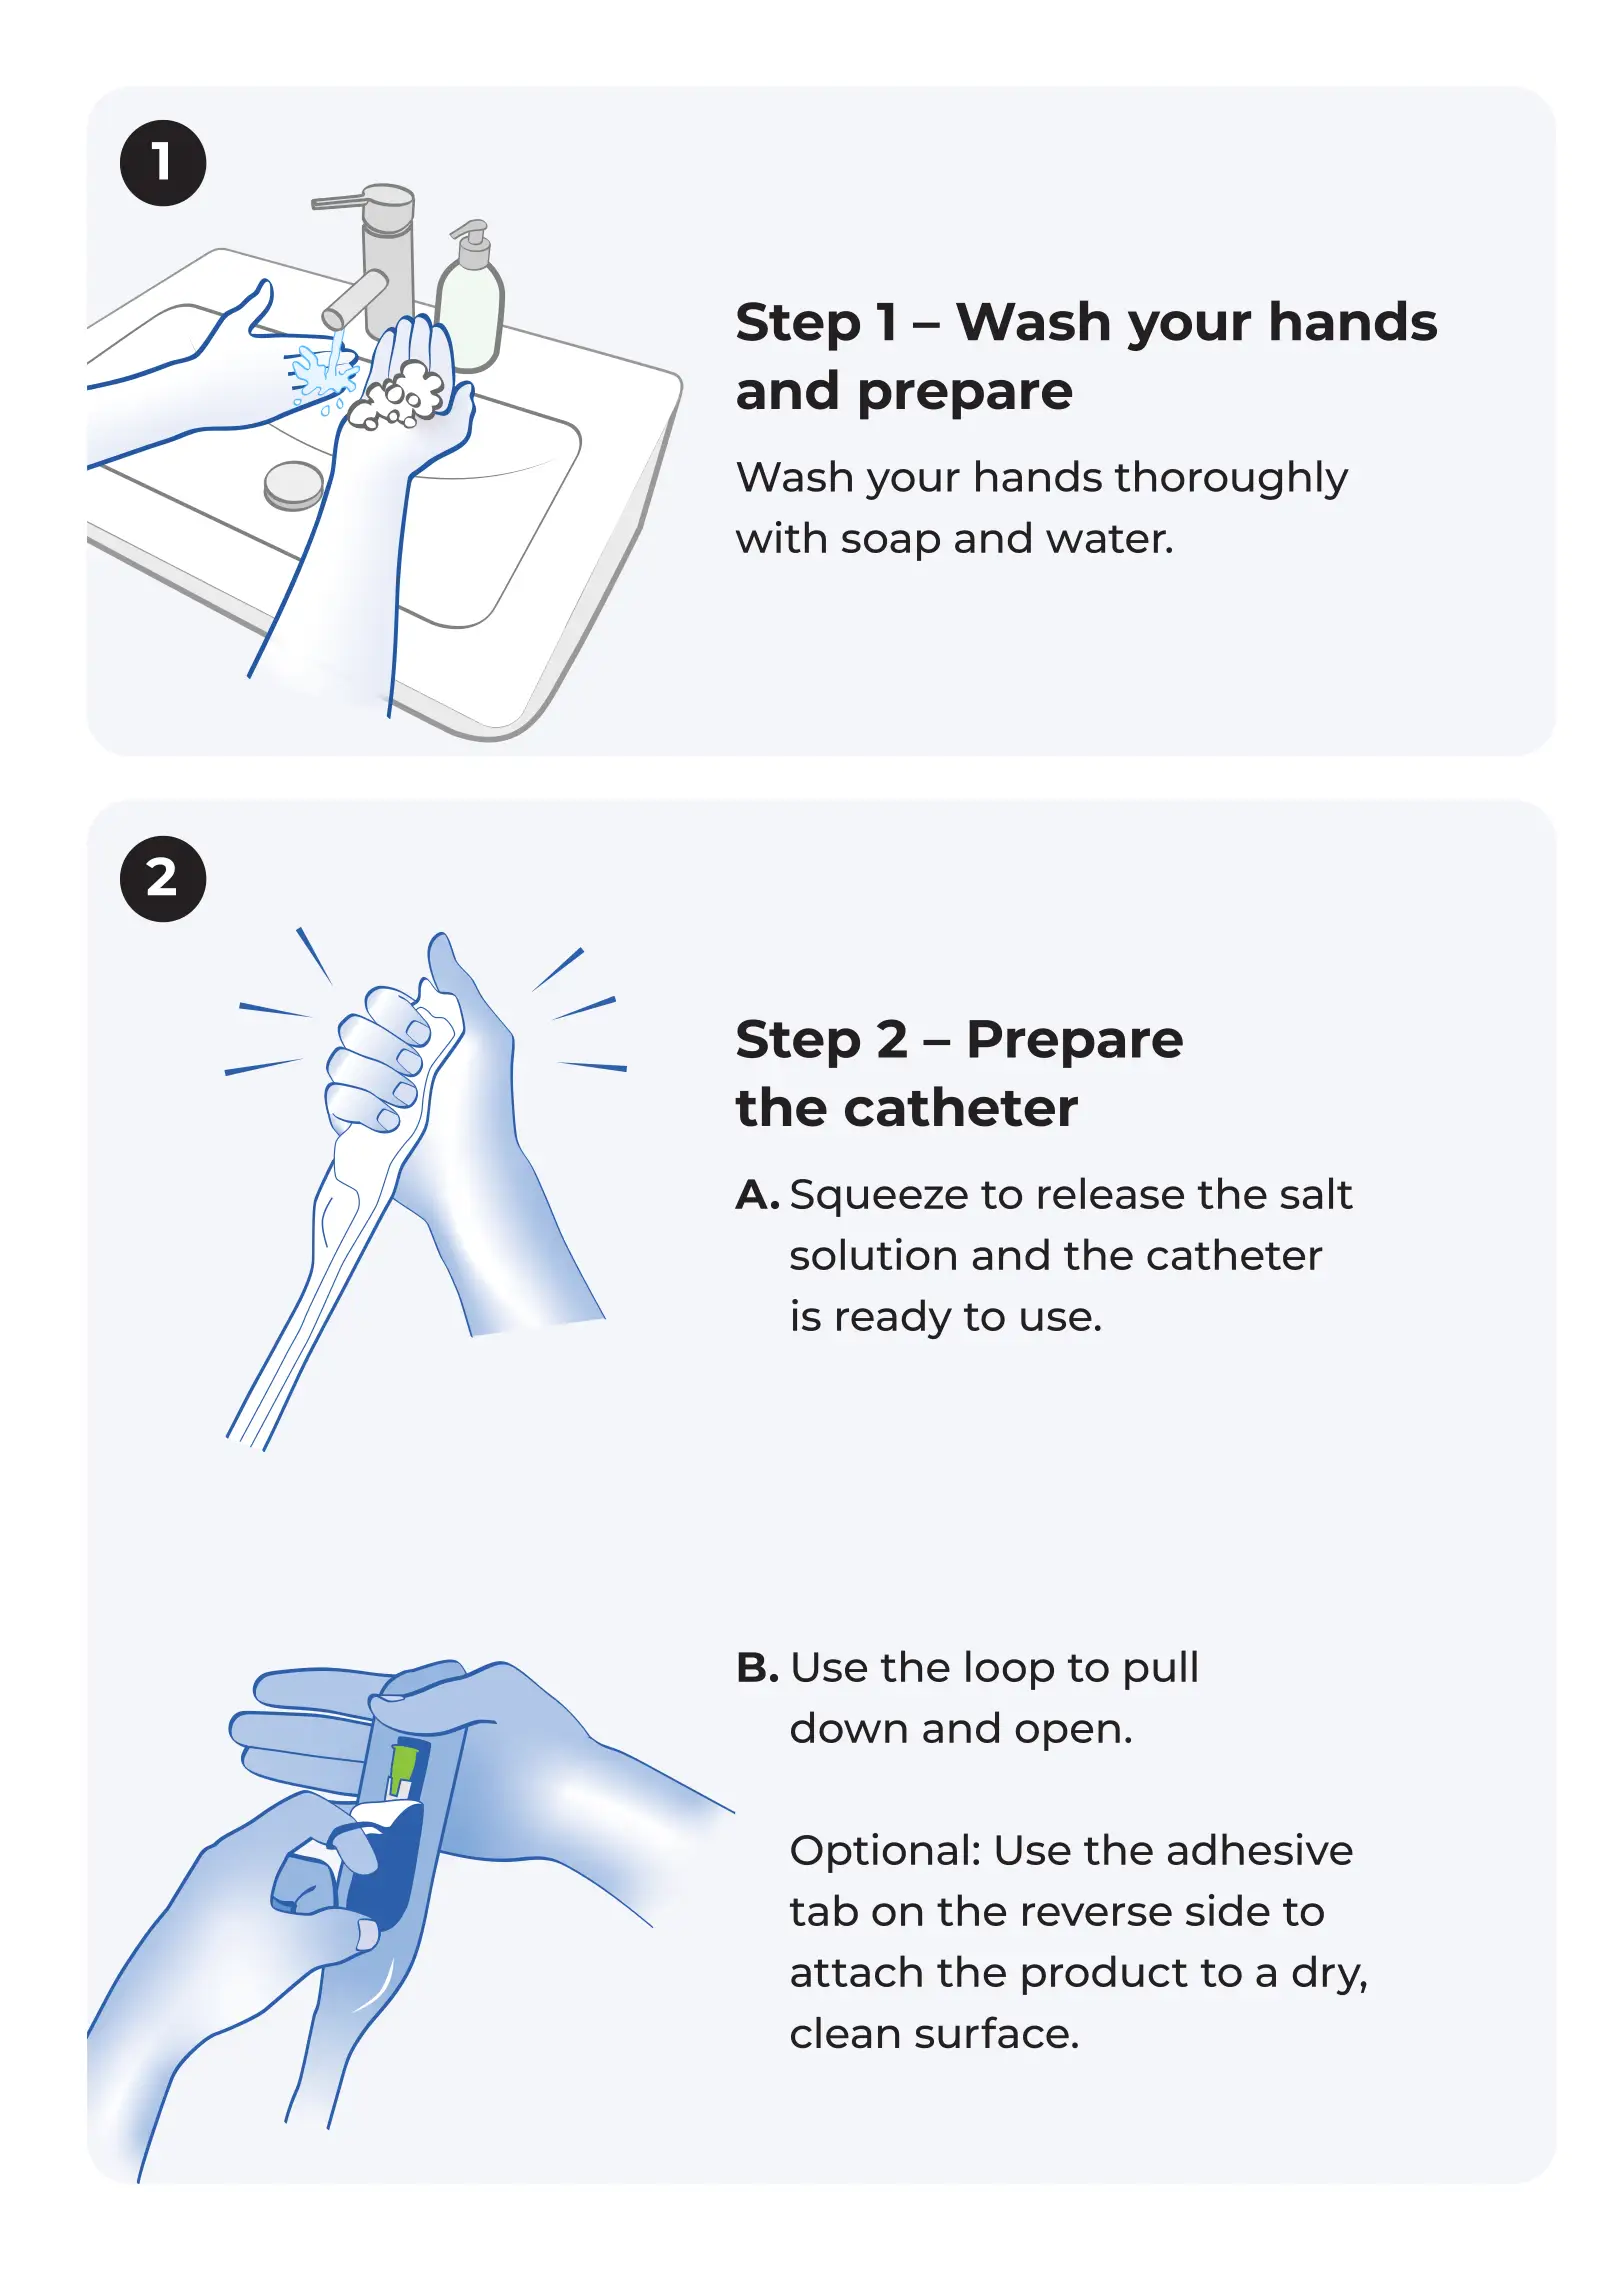 1
Step 1 – Wash your hands
and prepare
Wash your hands thoroughly
with soap and water.
2
Step 2 – Prepare
the catheter
A. Squeeze to release the salt
solution and the catheter
is ready to use.
B. Use the loop to pull
down and open.
Optional: Use the adhesive
tab on the reverse side to
attach the product to a dry,
clean surface.